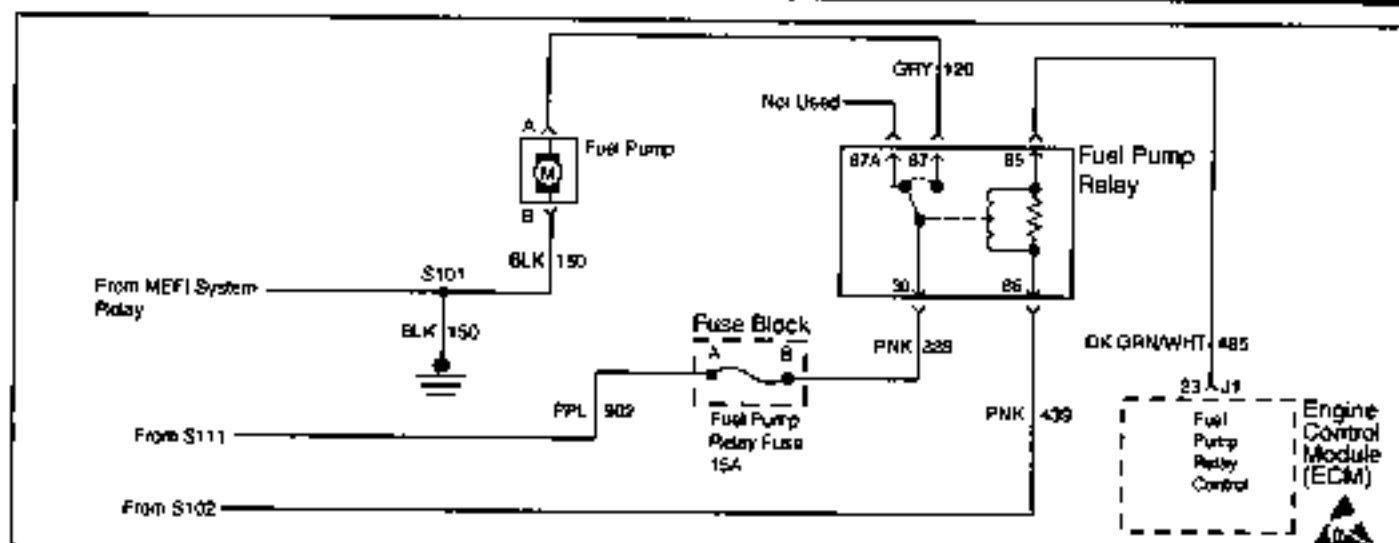 GRY 120
Not Used
A
Fuel Pump
M
B
87A 87 85
Fuel Pump
Relay
BLK 150
S101
From MEFI System
Relay
BLK 150
30 86
Fuse Block
A B
PNK 339
DK GRN/WHT 465
23 J1
PPL 902
Fuel Pump
Relay Fuse
15A
PNK 439
From S111
From S102
Fuel
Pump
Relay
Control
Engine
Control
Module
(ECM)